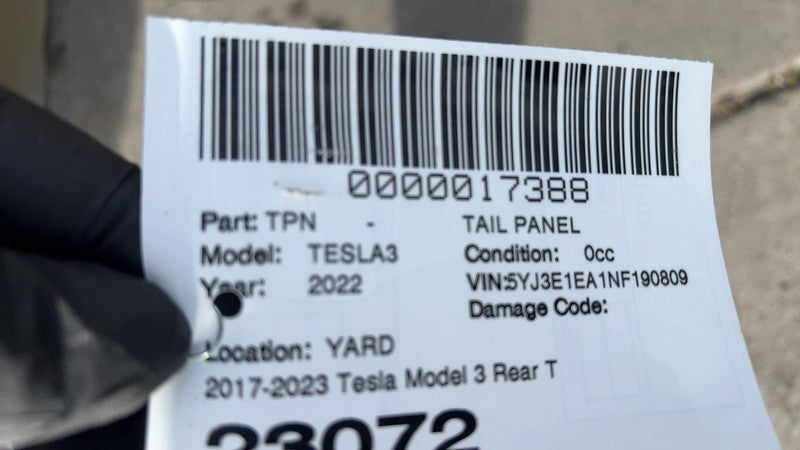 0000017388
Part: TPN - TAIL PANEL
Model: TESLA3 Condition: 0cc
Year: 2022 VIN:5YJ3E1EA1NF190809
Damage Code:
Location: YARD
2017-2023 Tesla Model 3 Rear T
23072